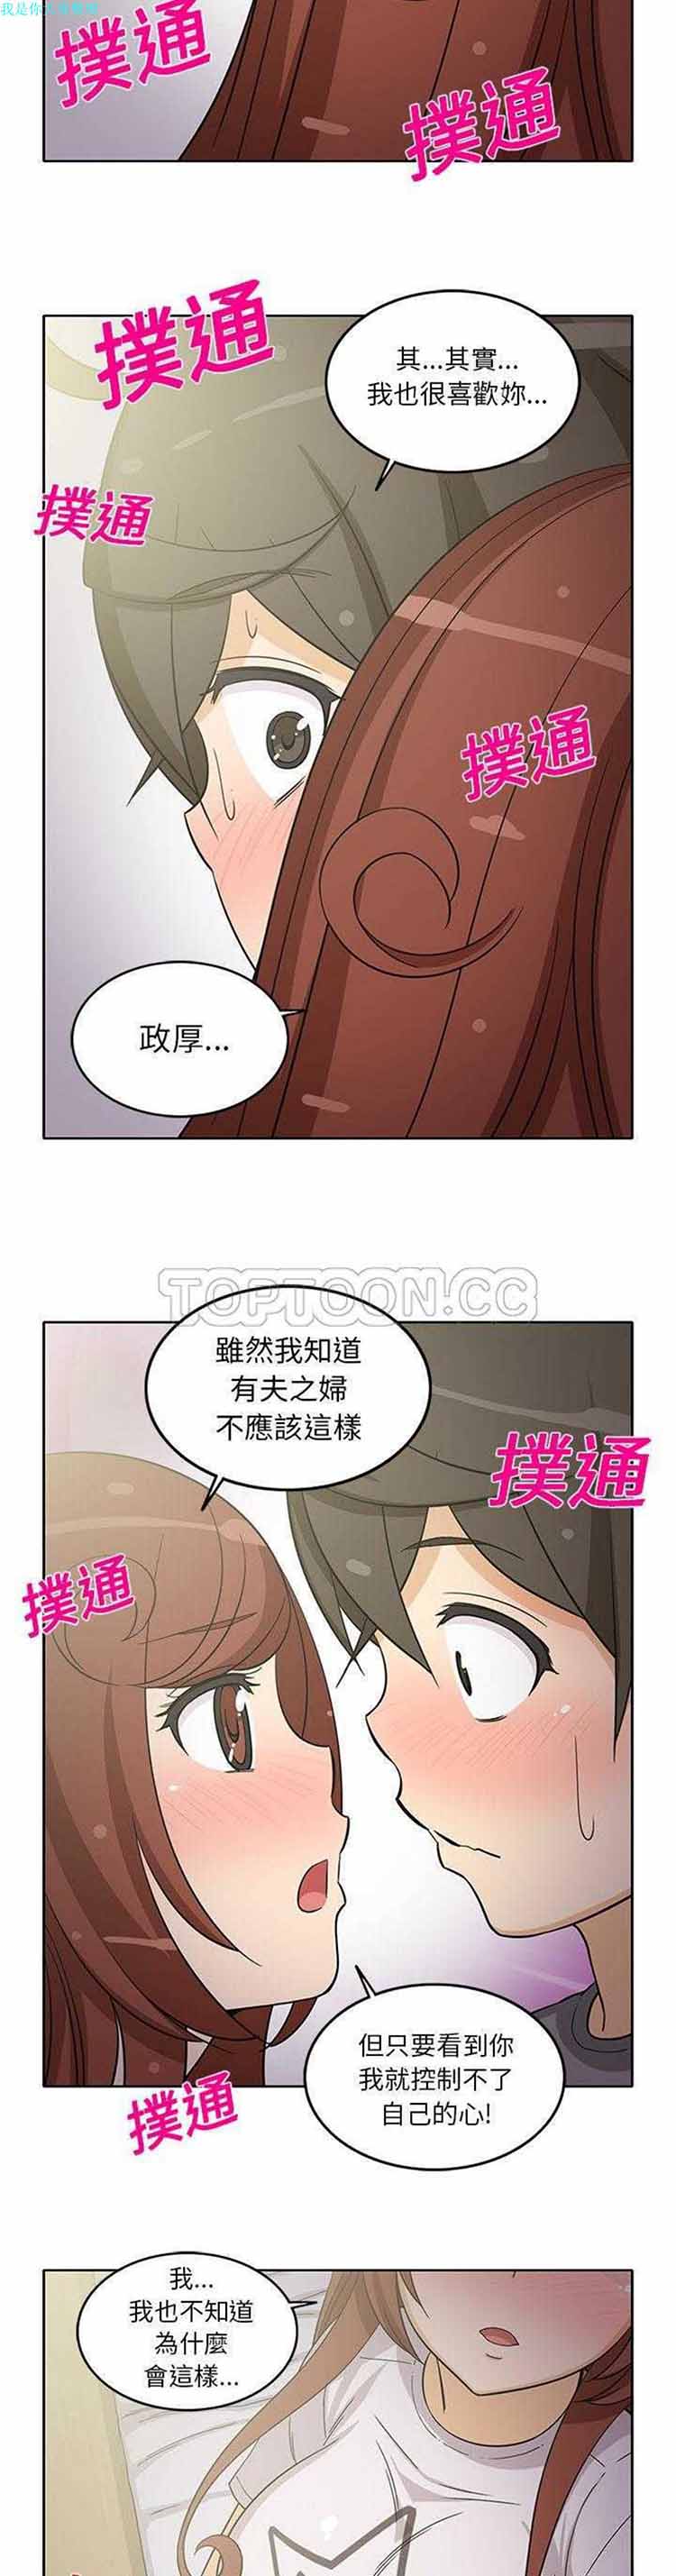 撲通
撲通
撲通
其...其實...
我也很喜歡妳...
撲通
撲通
政厚...
TOPTOON.CC
雖然我知道
有夫之婦
不應該這樣
撲通
撲通
但只要看到你
我就控制不了
自己的心!
撲通
我...
我也不知道
為什麼
會這樣...